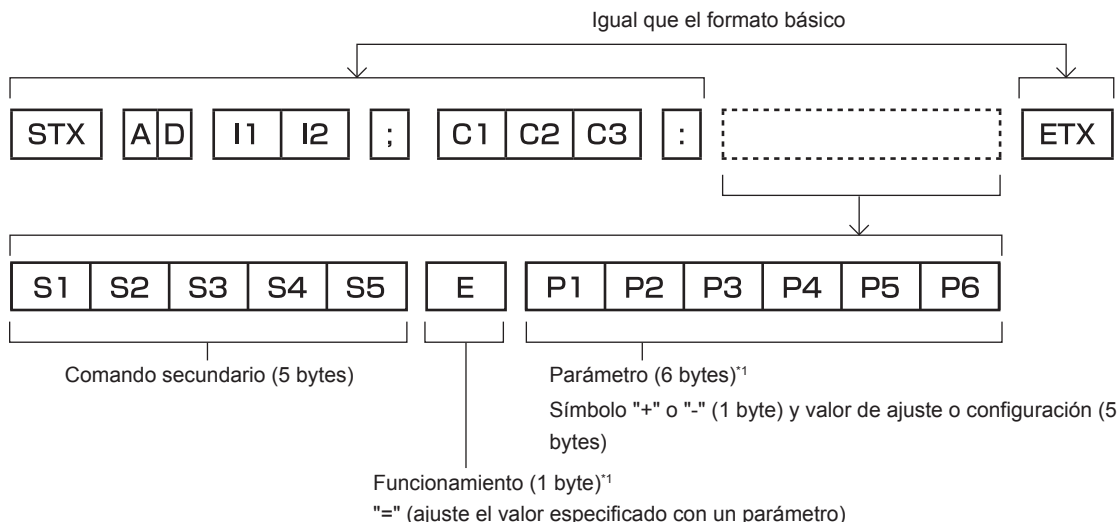 Igual que el formato básico
STX A D I1 I2 ; C1 C2 C3 : ETX
S1 S2 S3 S4 S5 E P1 P2 P3 P4 P5 P6
Comando secundario (5 bytes)
Parámetro (6 bytes)*1
Símbolo "+" o "-" (1 byte) y valor de ajuste o configuración (5
bytes)
Funcionamiento (1 byte)*1
"=" (ajuste el valor especificado con un parámetro)